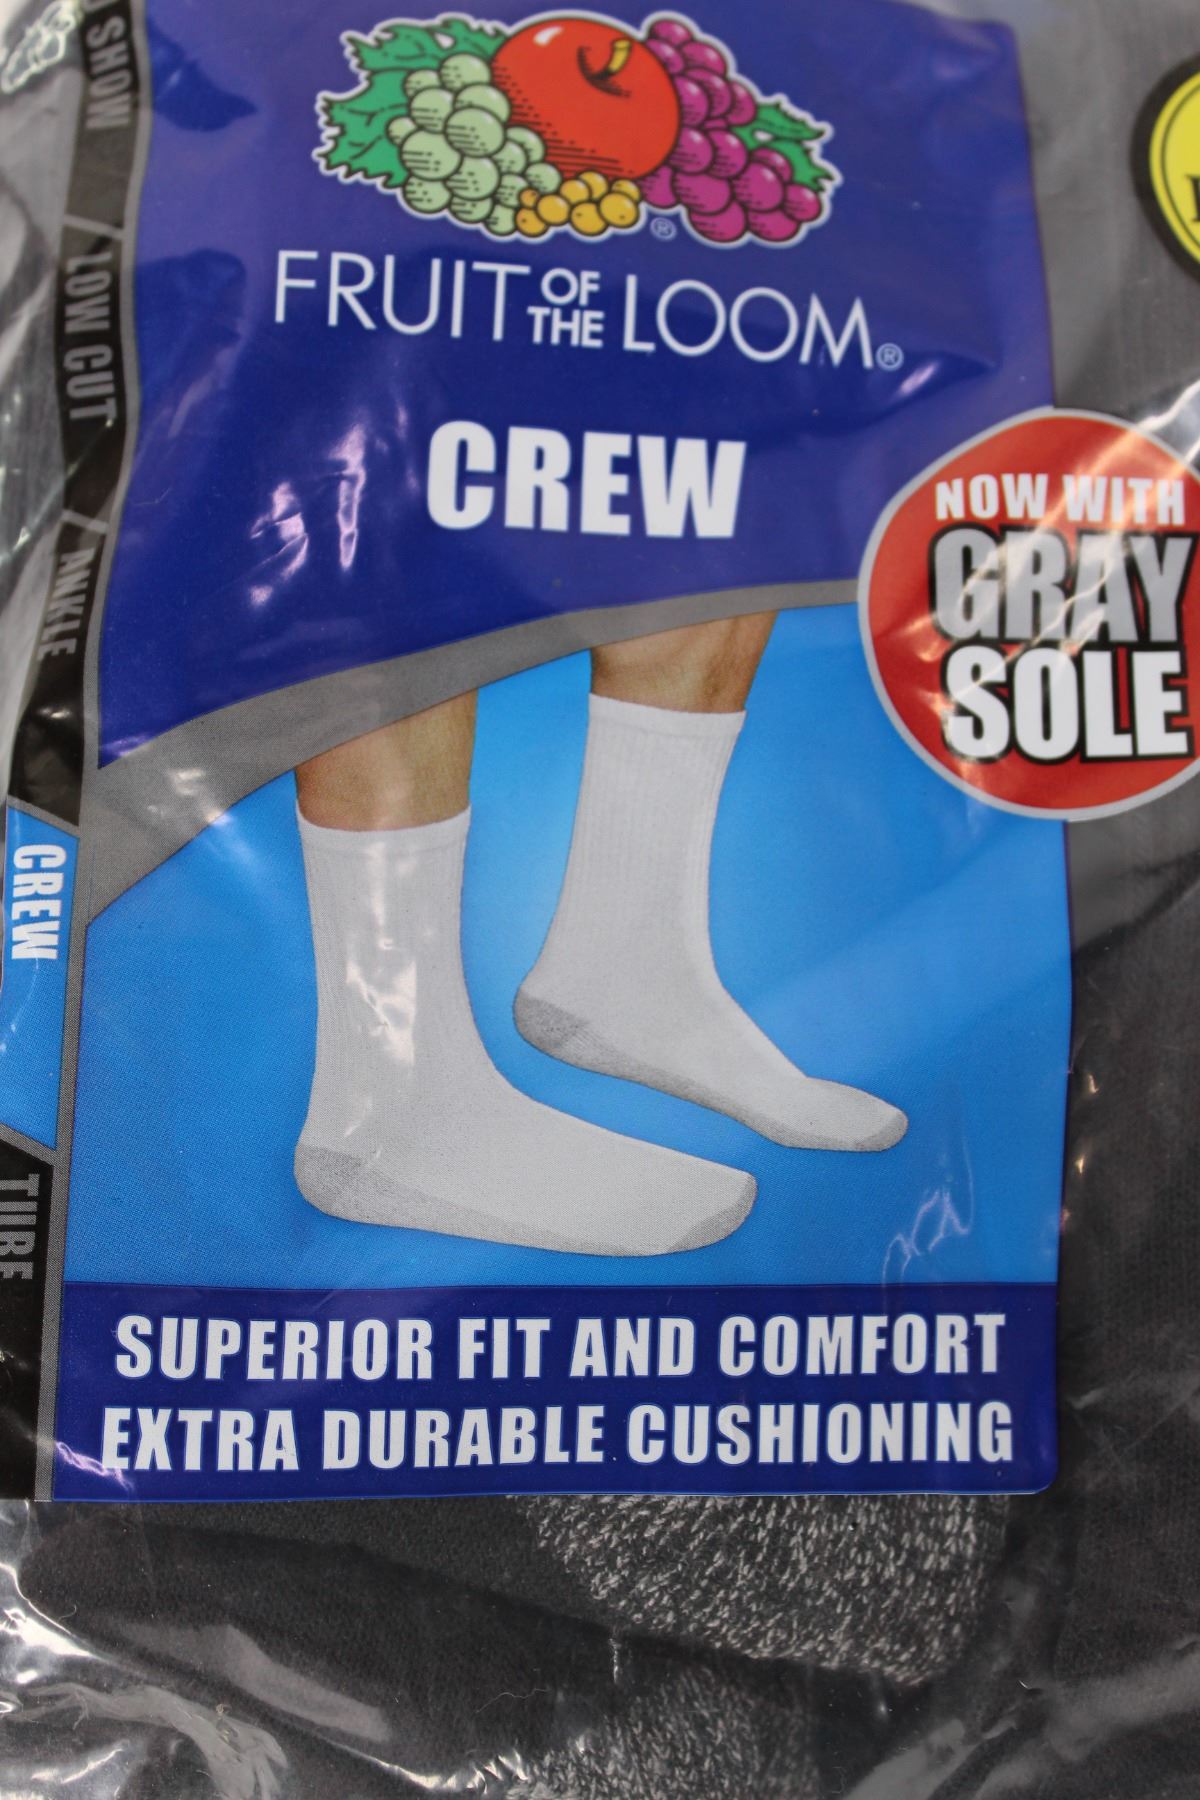 FRUIT OF THE LOOM®
CREW
NOW WITH
GRAY
SOLE
SHOW
LOW CUT
ANKLE
CREW
TUBE
SUPERIOR FIT AND COMFORT
EXTRA DURABLE CUSHIONING